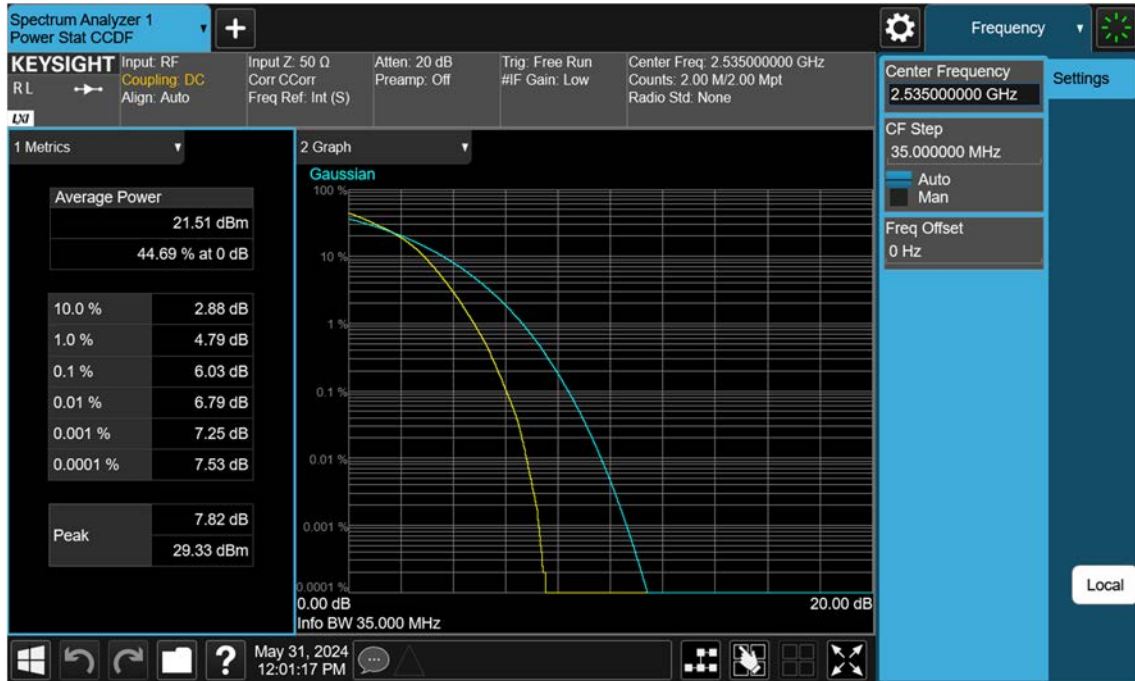 Spectrum Analyzer 1
Power Stat CCDF
Frequency
KEYSIGHT
R L
LXI
Input: RF
Coupling: DC
Align: Auto
Input Z: 50 Ω
Corr CCorr
Freq Ref: Int (S)
Atten: 20 dB
Preamp: Off
Trig: Free Run
#IF Gain: Low
Center Freq: 2.535000000 GHz
Counts: 2.00 M/2.00 Mpt
Radio Std: None
Center Frequency
2.535000000 GHz
Settings
CF Step
35.000000 MHz
Auto
Man
Freq Offset
0 Hz
1 Metrics
Average Power
21.51 dBm
44.69 % at 0 dB
10.0 % 2.88 dB
1.0 % 4.79 dB
0.1 % 6.03 dB
0.01 % 6.79 dB
0.001 % 7.25 dB
0.0001 % 7.53 dB
Peak
7.82 dB
29.33 dBm
2 Graph
Gaussian
100 %
10 %
1 %
0.1 %
0.01 %
0.001 %
0.0001 %
0.00 dB 20.00 dB
Info BW 35.000 MHz
Local
?
May 31, 2024
12:01:17 PM